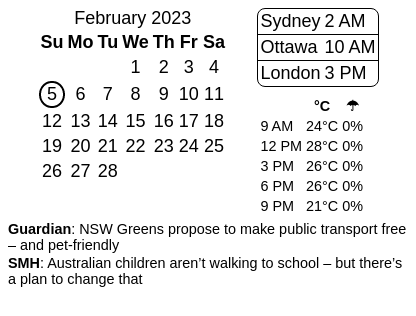 February 2023
Su Mo Tu We Th Fr Sa
1 2 3 4
5 6 7 8 9 10 11
12 13 14 15 16 17 18
19 20 21 22 23 24 25
26 27 28
Sydney 2 AM
Ottawa 10 AM
London 3 PM
°C ☂
9 AM 24°C 0%
12 PM 28°C 0%
3 PM 26°C 0%
6 PM 26°C 0%
9 PM 21°C 0%
Guardian: NSW Greens propose to make public transport free
– and pet-friendly
SMH: Australian children aren’t walking to school – but there’s
a plan to change that